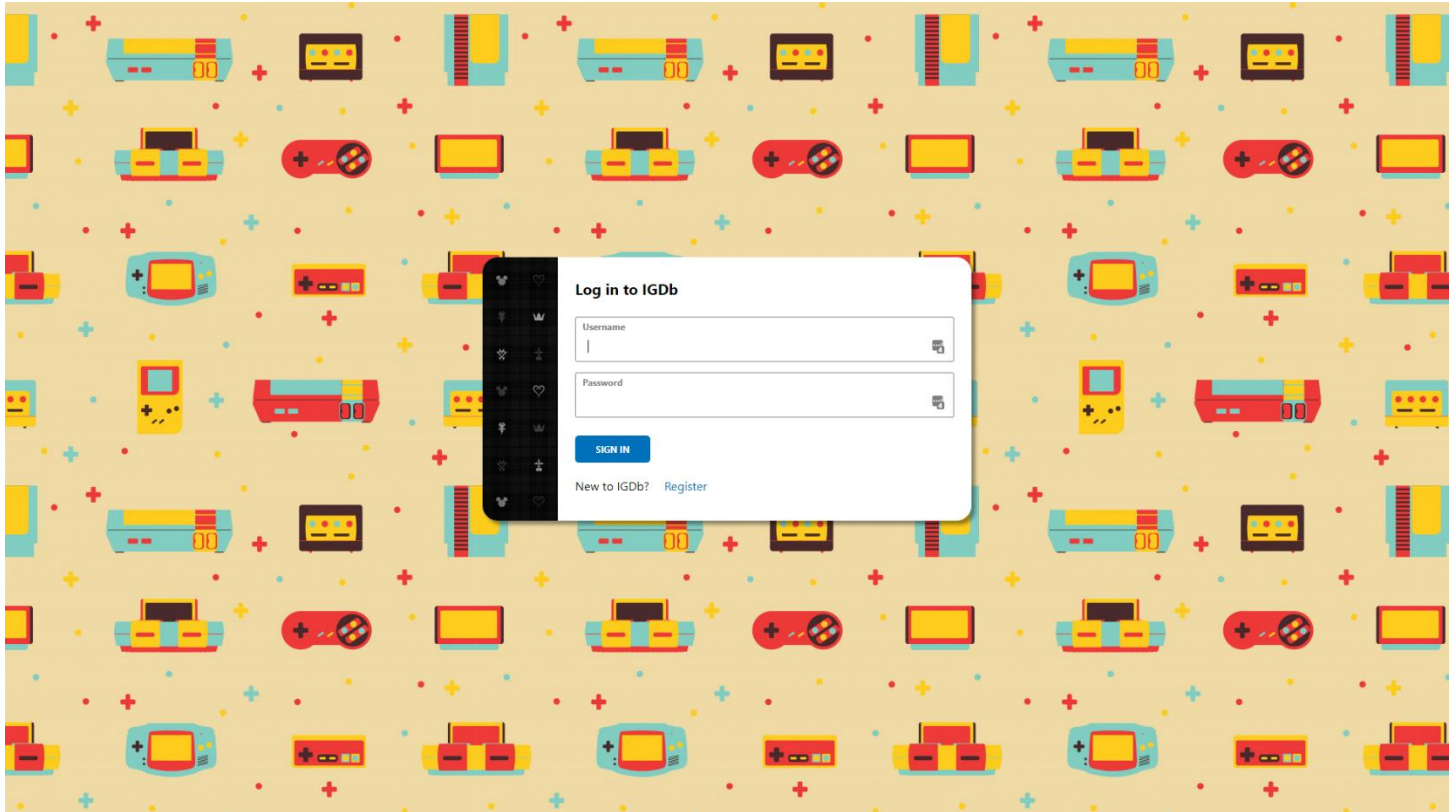 Log in to IGDb
Username
Password
SIGN IN
New to IGDb? Register